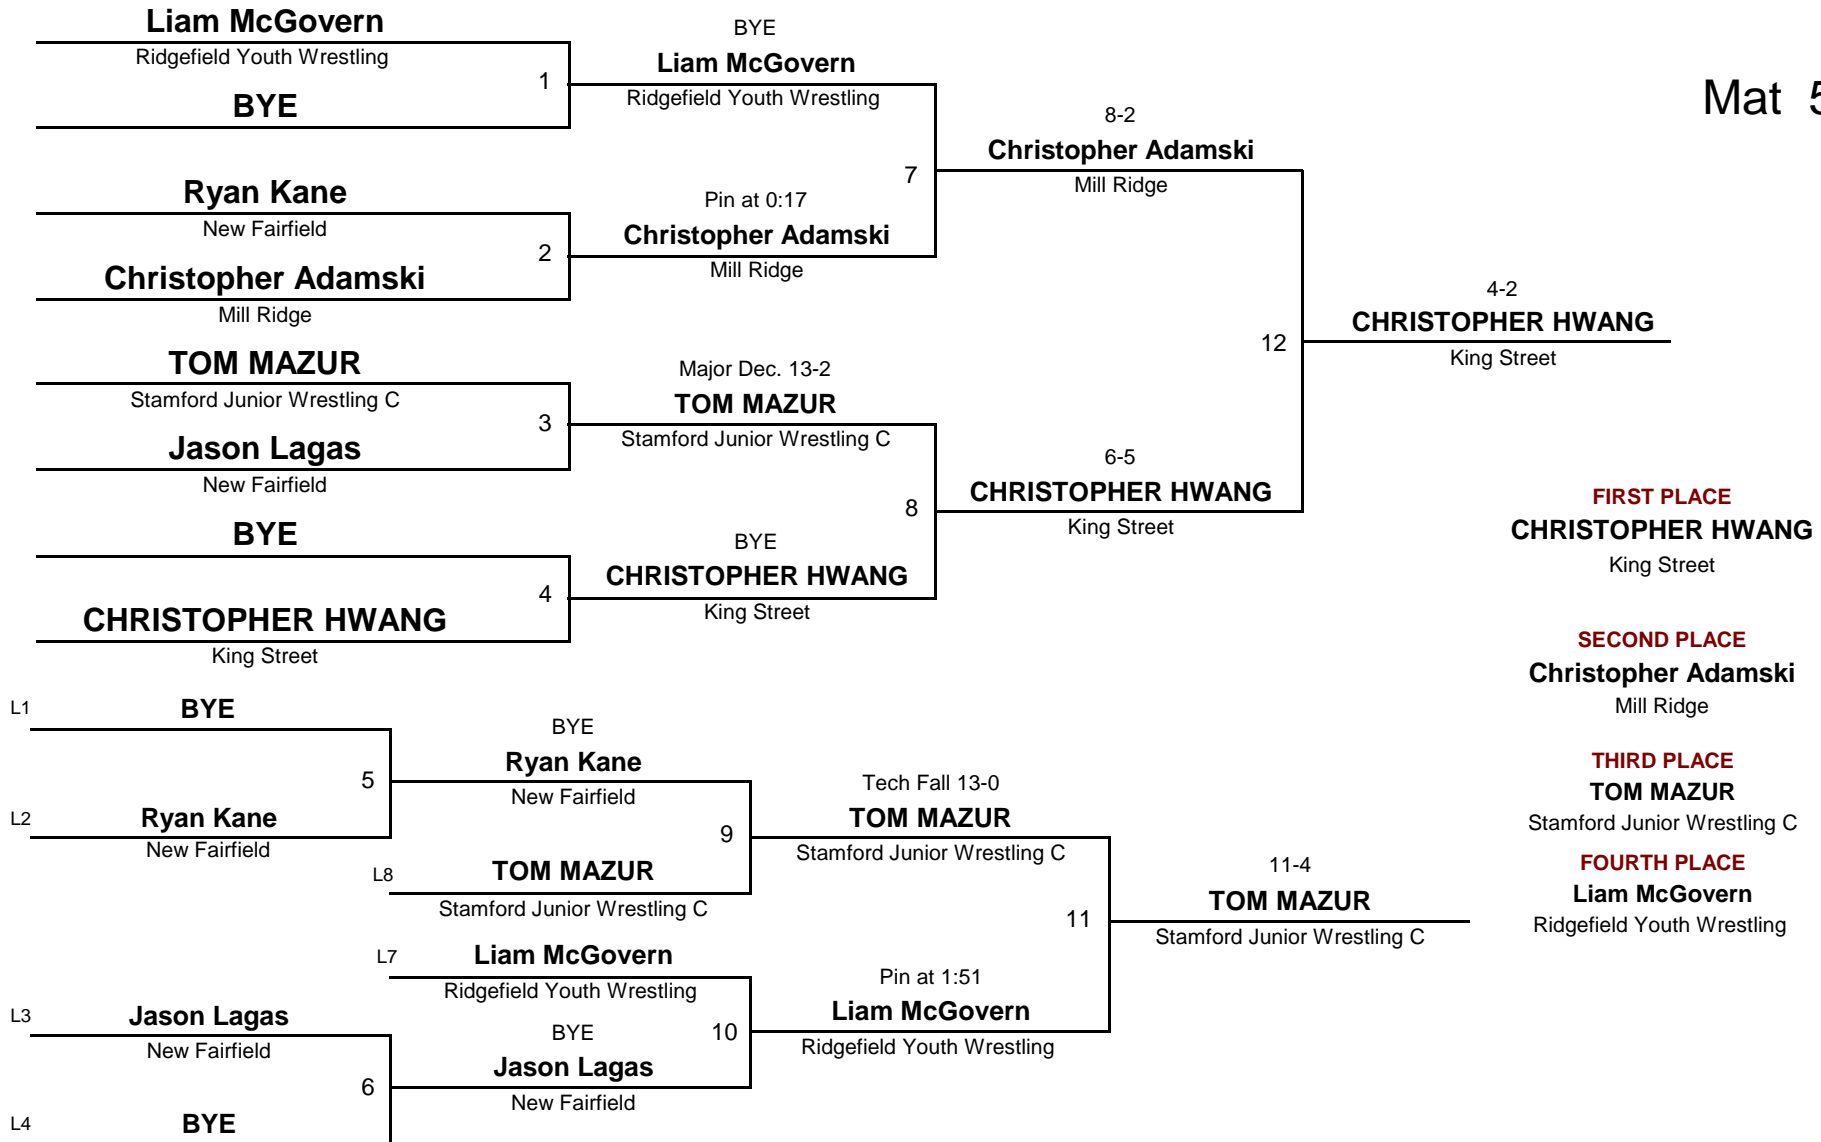 Liam McGovern
Ridgefield Youth Wrestling
1
BYE
Ryan Kane
New Fairfield
2
Christopher Adamski
Mill Ridge
TOM MAZUR
Stamford Junior Wrestling C
3
Jason Lagas
New Fairfield
BYE
4
CHRISTOPHER HWANG
King Street
BYE
Liam McGovern
Ridgefield Youth Wrestling
7
Pin at 0:17
Christopher Adamski
Mill Ridge
Major Dec. 13-2
TOM MAZUR
Stamford Junior Wrestling C
8
BYE
CHRISTOPHER HWANG
King Street
8-2
Christopher Adamski
Mill Ridge
12
6-5
CHRISTOPHER HWANG
King Street
4-2
CHRISTOPHER HWANG
King Street
Mat 5
FIRST PLACE
CHRISTOPHER HWANG
King Street
SECOND PLACE
Christopher Adamski
Mill Ridge
THIRD PLACE
TOM MAZUR
Stamford Junior Wrestling C
FOURTH PLACE
Liam McGovern
Ridgefield Youth Wrestling
L1 BYE
5
L2 Ryan Kane
New Fairfield
BYE
Ryan Kane
New Fairfield
9
L8 TOM MAZUR
Stamford Junior Wrestling C
L7 Liam McGovern
Ridgefield Youth Wrestling
10
BYE
Jason Lagas
New Fairfield
L3 Jason Lagas
New Fairfield
6
L4 BYE
Tech Fall 13-0
TOM MAZUR
Stamford Junior Wrestling C
11
Pin at 1:51
Liam McGovern
Ridgefield Youth Wrestling
11-4
TOM MAZUR
Stamford Junior Wrestling C